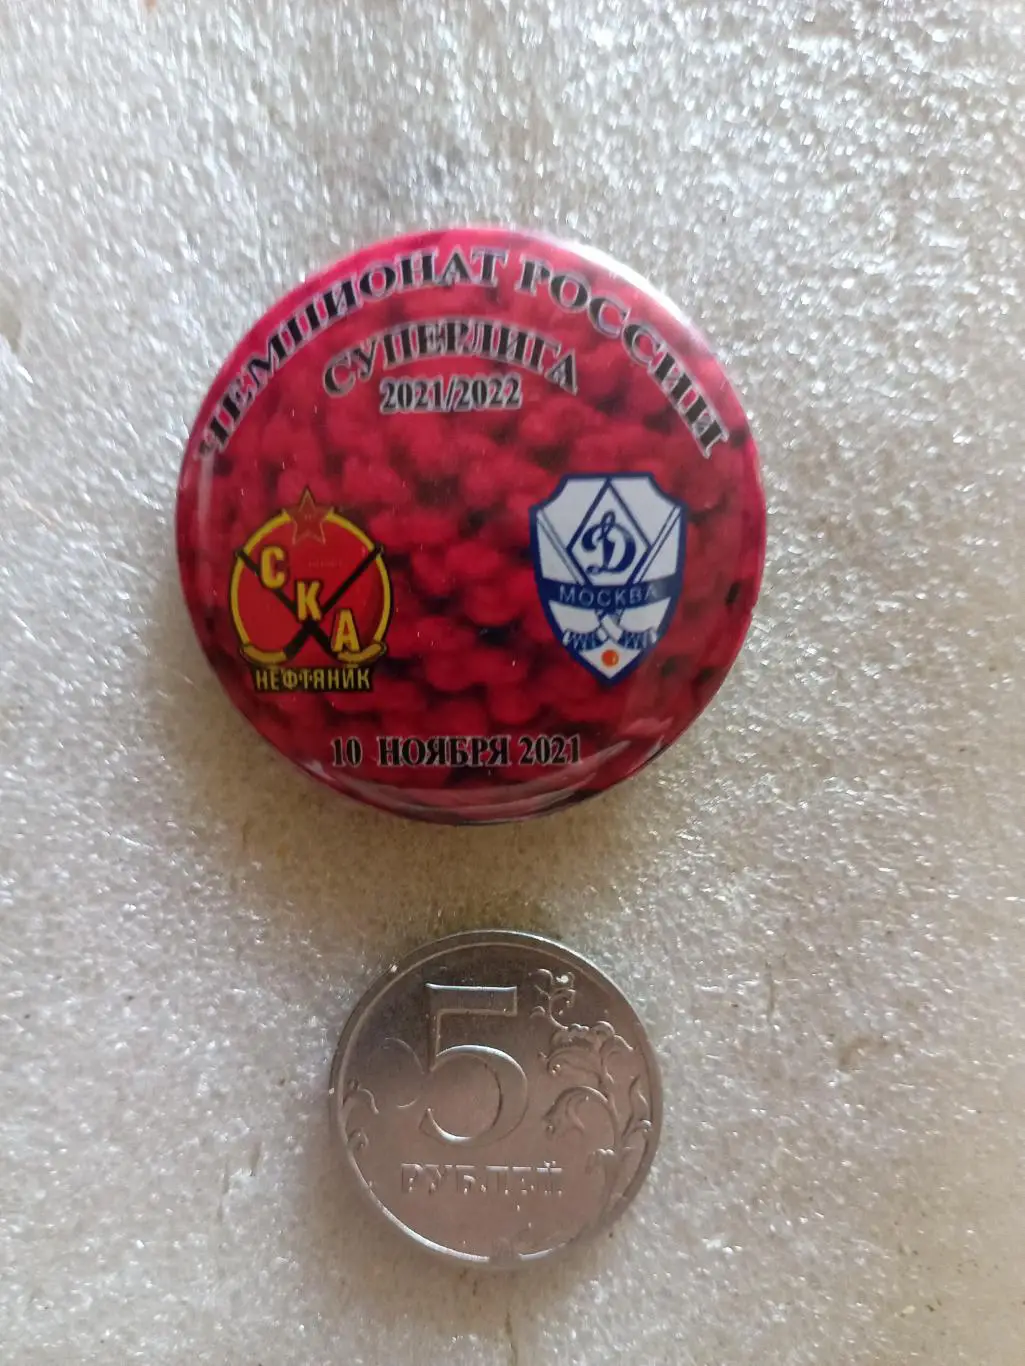 ЧЕМПИОНАТ РОССИИ
СУПЕРЛИГА
2021/2022
СКА
НЕФТЯНИК
Д
МОСКВА
10 НОЯБРЯ 2021
5
РУБЛЕЙ